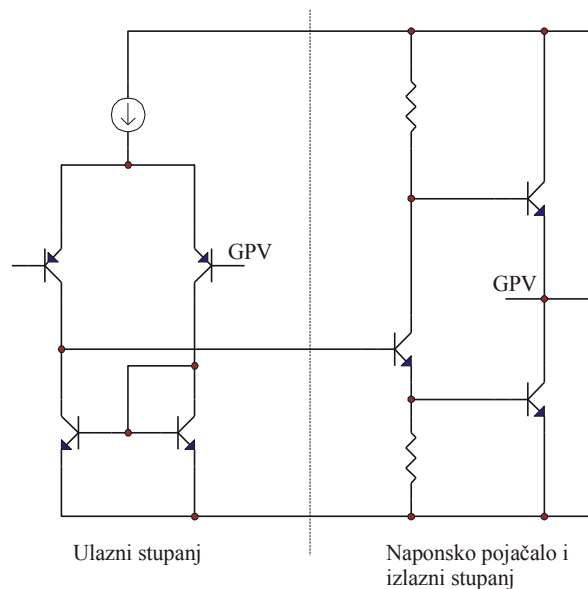 GPV
GPV
Ulazni stupanj
Naponsko pojačalo i
izlazni stupanj